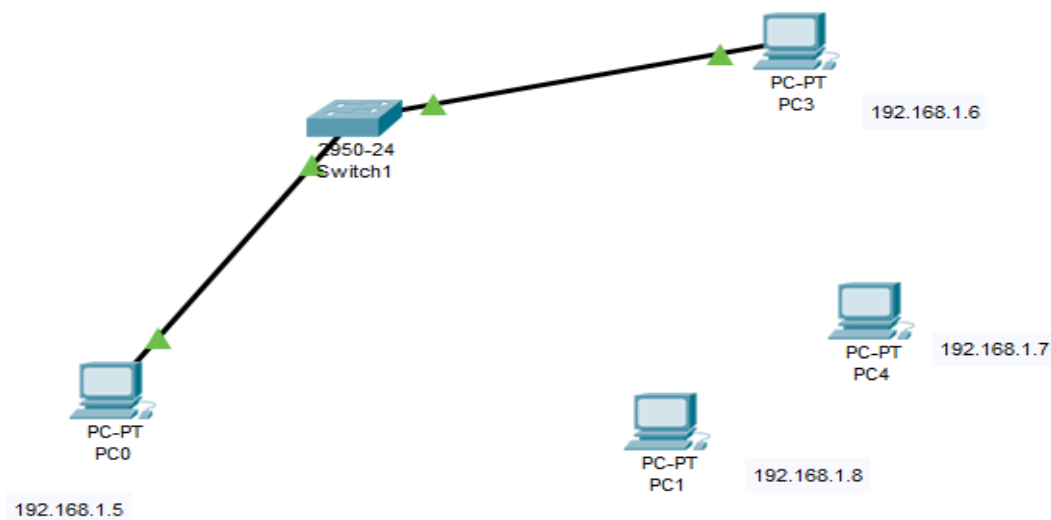 PC-PT
PC3
192.168.1.6
2950-24
Switch1
PC-PT
PC4
192.168.1.7
PC-PT
PC0
192.168.1.5
PC-PT
PC1
192.168.1.8